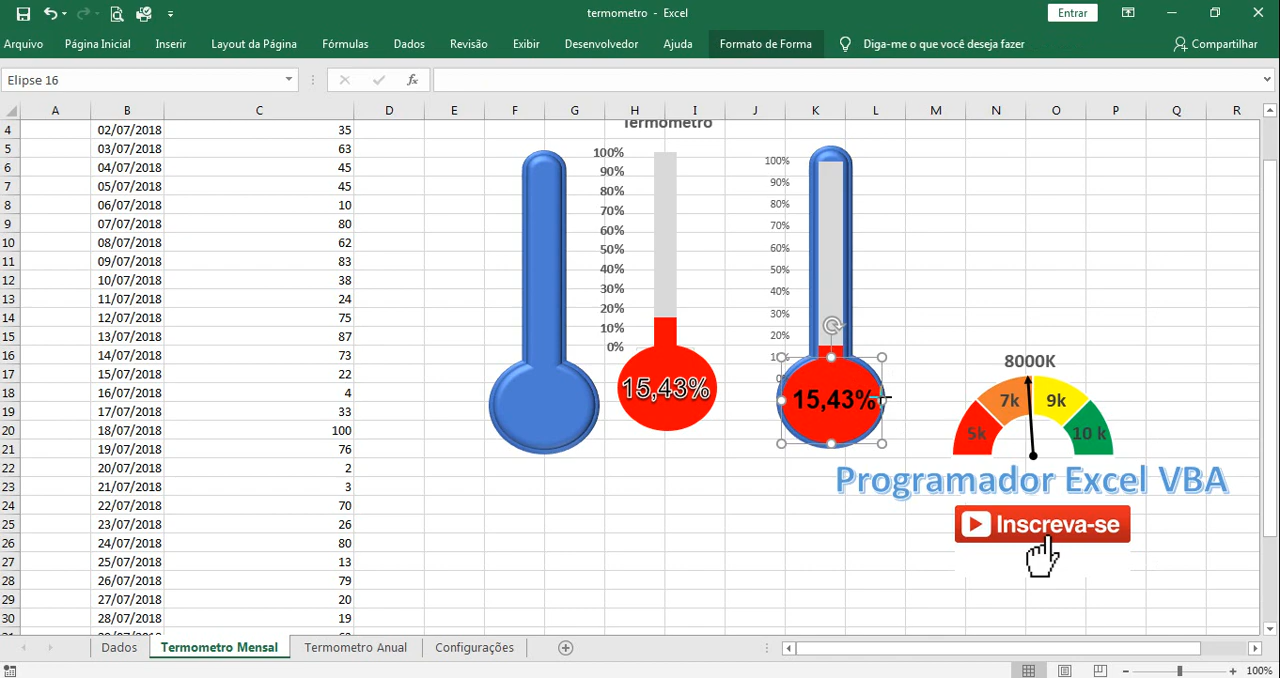 termometro - Excel
Entrar
Arquivo Página Inicial Inserir Layout da Página Fórmulas Dados Revisão Exibir Desenvolvedor Ajuda Formato de Forma Diga-me o que você deseja fazer Compartilhar
Elipse 16 fx
A B C D E F G H I J K L M N O P Q R
4 02/07/2018 35
5 03/07/2018 63
6 04/07/2018 45
7 05/07/2018 45
8 06/07/2018 10
9 07/07/2018 80
10 08/07/2018 62
11 09/07/2018 83
12 10/07/2018 38
13 11/07/2018 24
14 12/07/2018 75
15 13/07/2018 87
16 14/07/2018 73
17 15/07/2018 22
18 16/07/2018 4
19 17/07/2018 33
20 18/07/2018 100
21 19/07/2018 76
22 20/07/2018 2
23 21/07/2018 3
24 22/07/2018 70
25 23/07/2018 26
26 24/07/2018 80
27 25/07/2018 13
28 26/07/2018 79
29 27/07/2018 20
30 28/07/2018 19
Termometro
100%
90%
80%
70%
60%
50%
40%
30%
20%
10%
0%
15,43%
100%
90%
80%
70%
60%
50%
40%
30%
20%
15,43%
8000K
5k 7k 9k 10 k
Programador Excel VBA
Inscreva-se
Dados Termometro Mensal Termometro Anual Configurações
100%